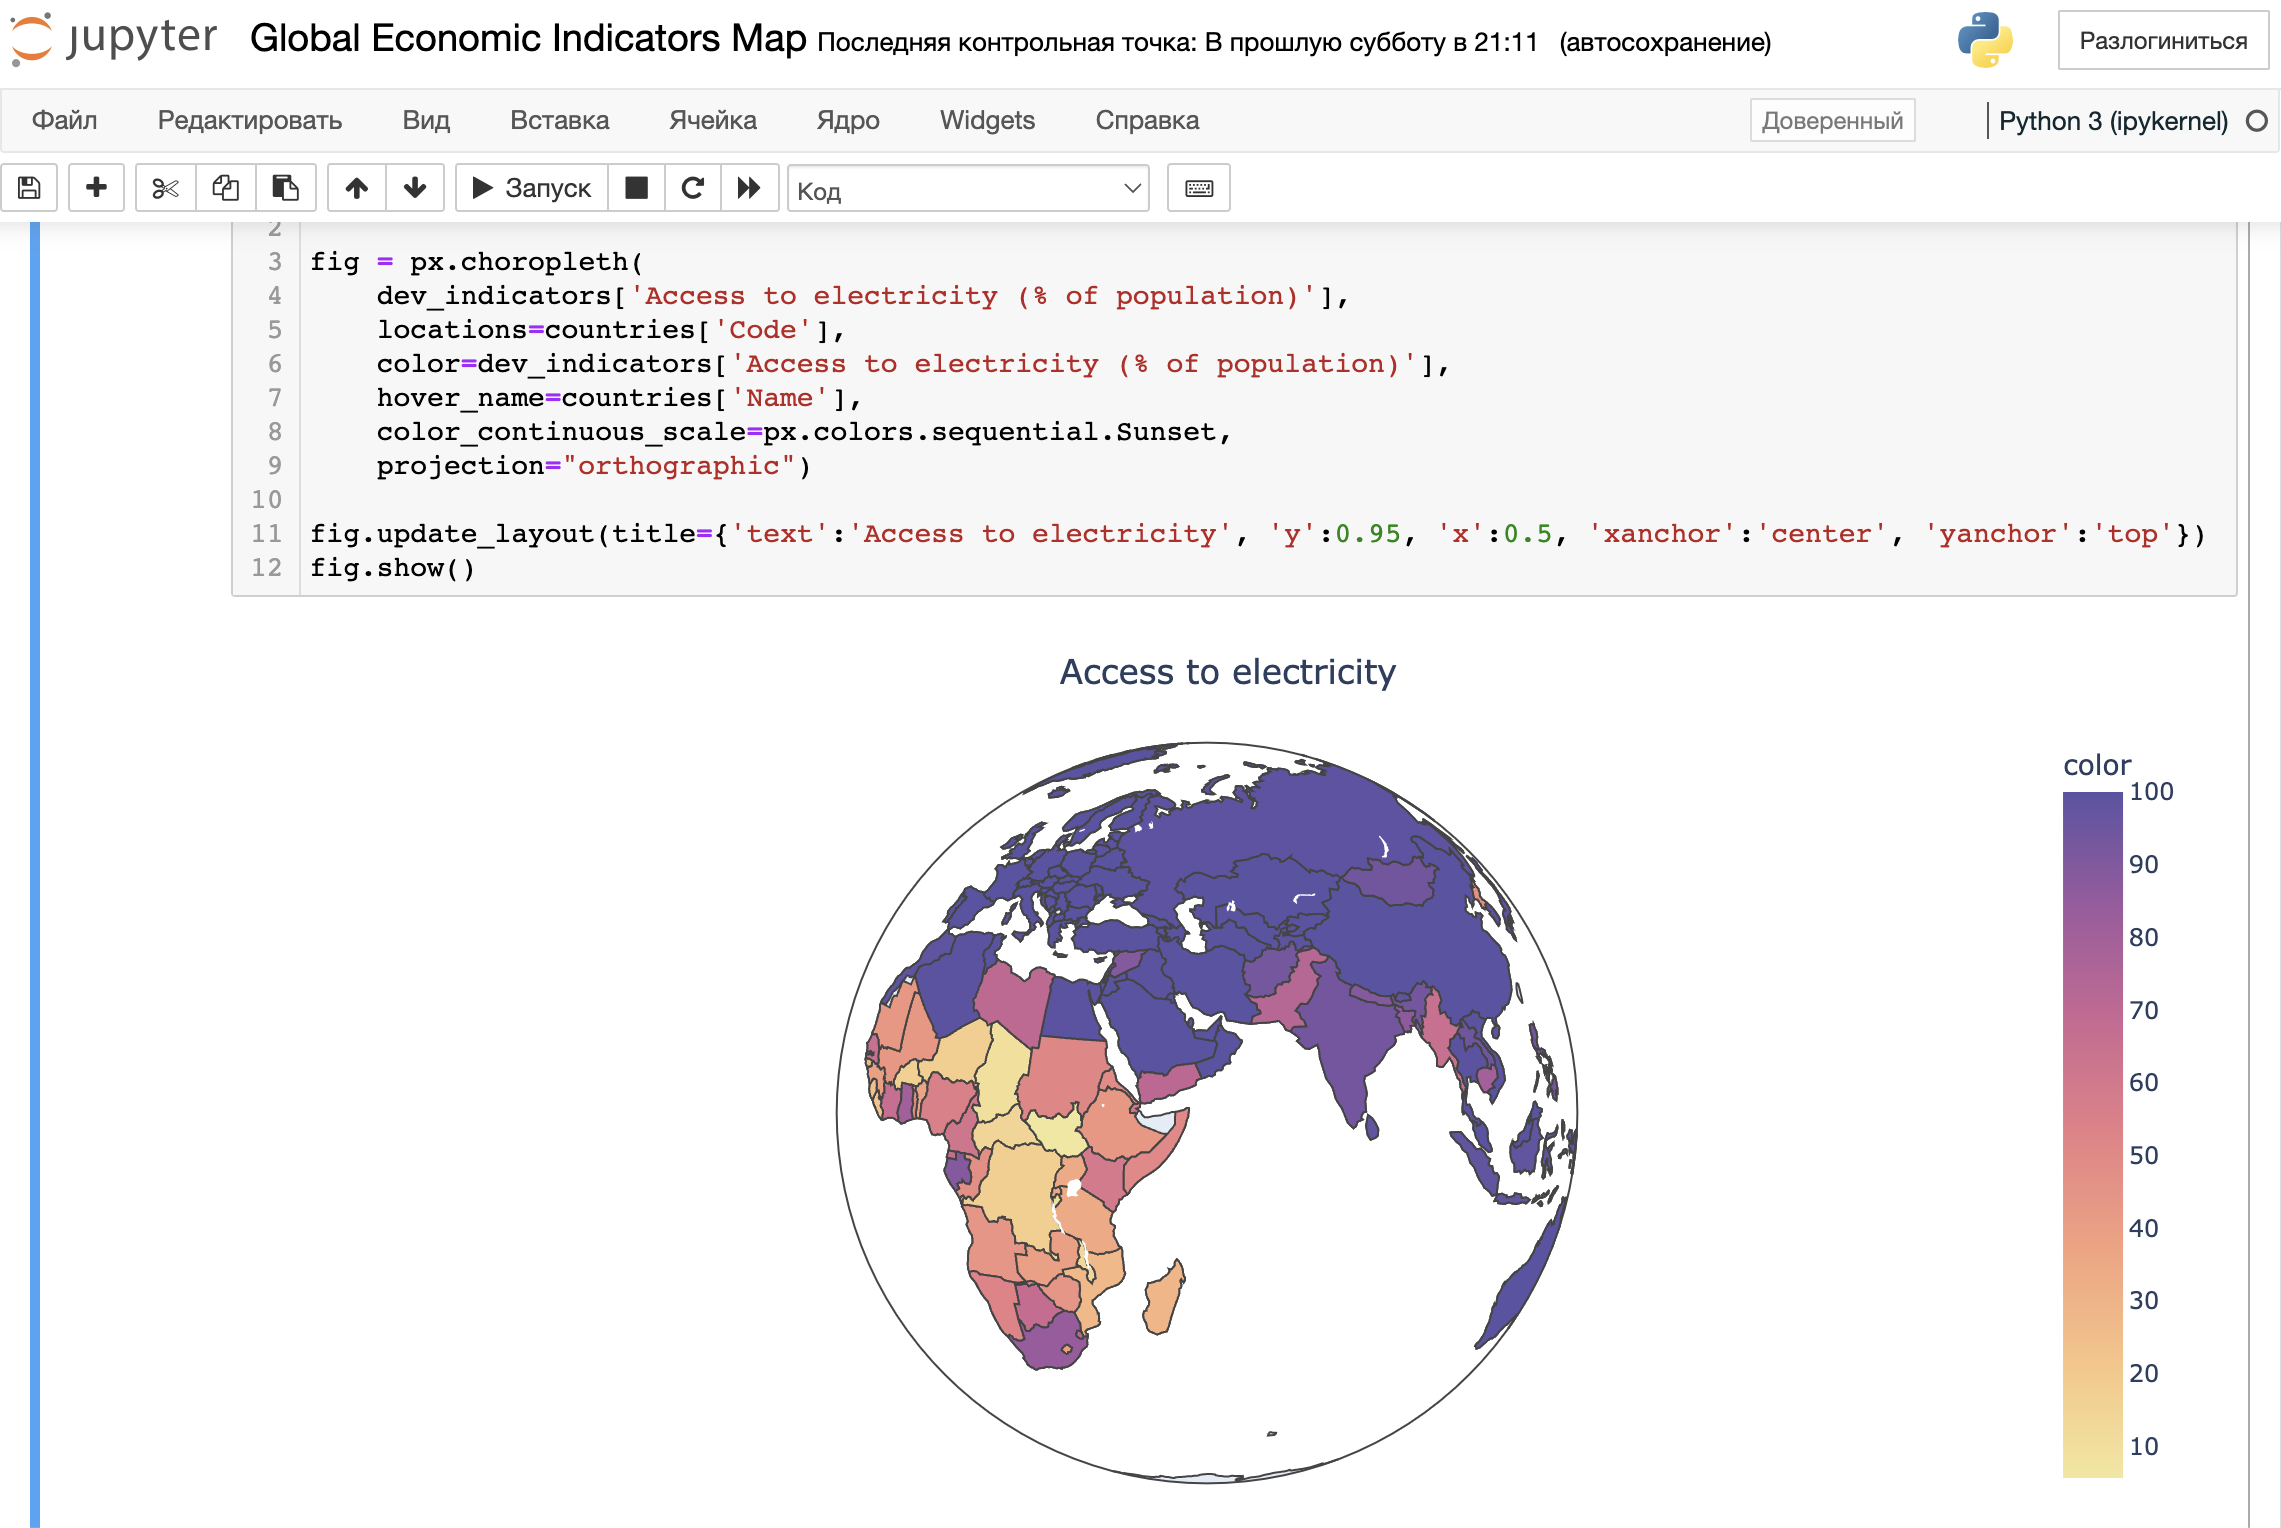 jupyter Global Economic Indicators Map Последняя контрольная точка: В прошлую субботу в 21:11 (автосохранение) Разлогиниться
Файл Редактировать Вид Вставка Ячейка Ядро Widgets Справка Доверенный Python 3 (ipykernel)
Запуск Код
2
3 fig = px.choropleth(
4     dev_indicators['Access to electricity (% of population)'],
5     locations=countries['Code'],
6     color=dev_indicators['Access to electricity (% of population)'],
7     hover_name=countries['Name'],
8     color_continuous_scale=px.colors.sequential.Sunset,
9     projection="orthographic")
10
11 fig.update_layout(title={'text':'Access to electricity', 'y':0.95, 'x':0.5, 'xanchor':'center', 'yanchor':'top'})
12 fig.show()
Access to electricity
color
100
90
80
70
60
50
40
30
20
10